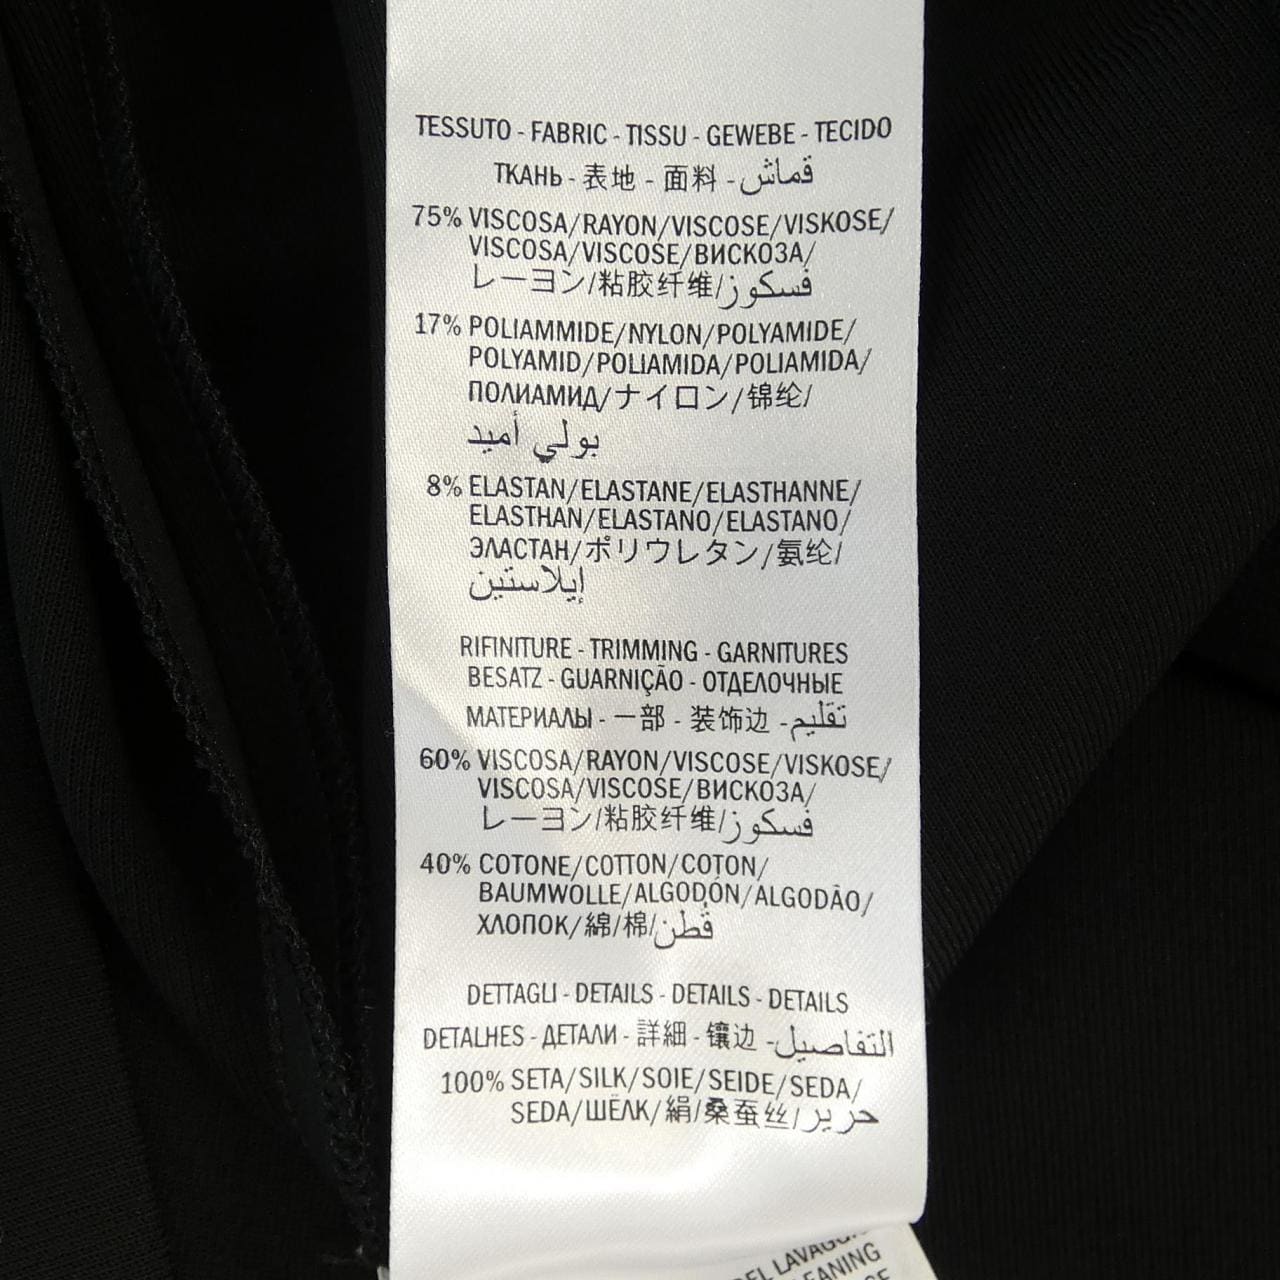 TESSUTO - FABRIC - TISSU - GEWEBE - TECIDO
ТКАНЬ - 表地 - 面料 - قماش
75% VISCOSA/RAYON/VISCOSE/VISKOSE/
VISCOSA/VISCOSE/ВИСКОЗА/
レーヨン/粘胶纤维/فسكوز
17% POLIAMMIDE/NYLON/POLYAMIDE/
POLYAMID/POLIAMIDA/POLIAMIDA/
ПОЛИАМИД/ナイロン/锦纶/
بولي أميد
8% ELASTAN/ELASTANE/ELASTHANNE/
ELASTHAN/ELASTANO/ELASTANO/
ЭЛАСТАН/ポリウレタン/氨纶/
إيلاستين
RIFINITURE - TRIMMING - GARNITURES
BESATZ - GUARNIÇÃO - ОТДЕЛОЧНЫЕ
МАТЕРИАЛЫ - 一部 - 装饰边 - تقليم
60% VISCOSA/RAYON/VISCOSE/VISKOSE/
VISCOSA/VISCOSE/ВИСКОЗА/
レーヨン/粘胶纤维/فسكوز
40% COTONE/COTTON/COTON/
BAUMWOLLE/ALGODÓN/ALGODÃO/
ХЛОПОК/綿/棉/قطن
DETTAGLI - DETAILS - DETAILS - DETAILS
DETALHES - ДЕТАЛИ - 詳細 - 镶边 - التفاصيل
100% SETA/SILK/SOIE/SEIDE/SEDA/
SEDA/ШЁЛК/絹/桑蚕丝/حرير